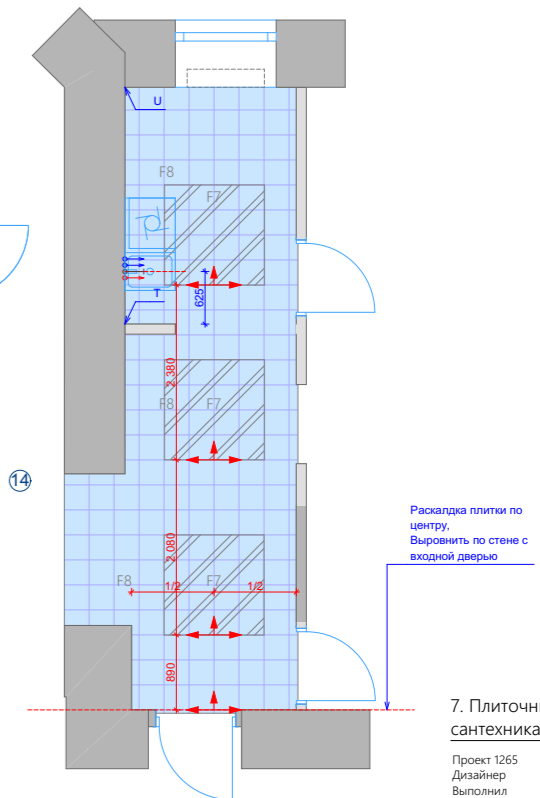 U
F8
F7
625
T
2 380
F8
F7
14
Раскалдка плитки по
центру,
Выровнить по стене с
входной дверью
2 080
F8
1/2
F7
1/2
890
7. Плиточн
сантехника
Проект 1265
Дизайнер
Выполнил